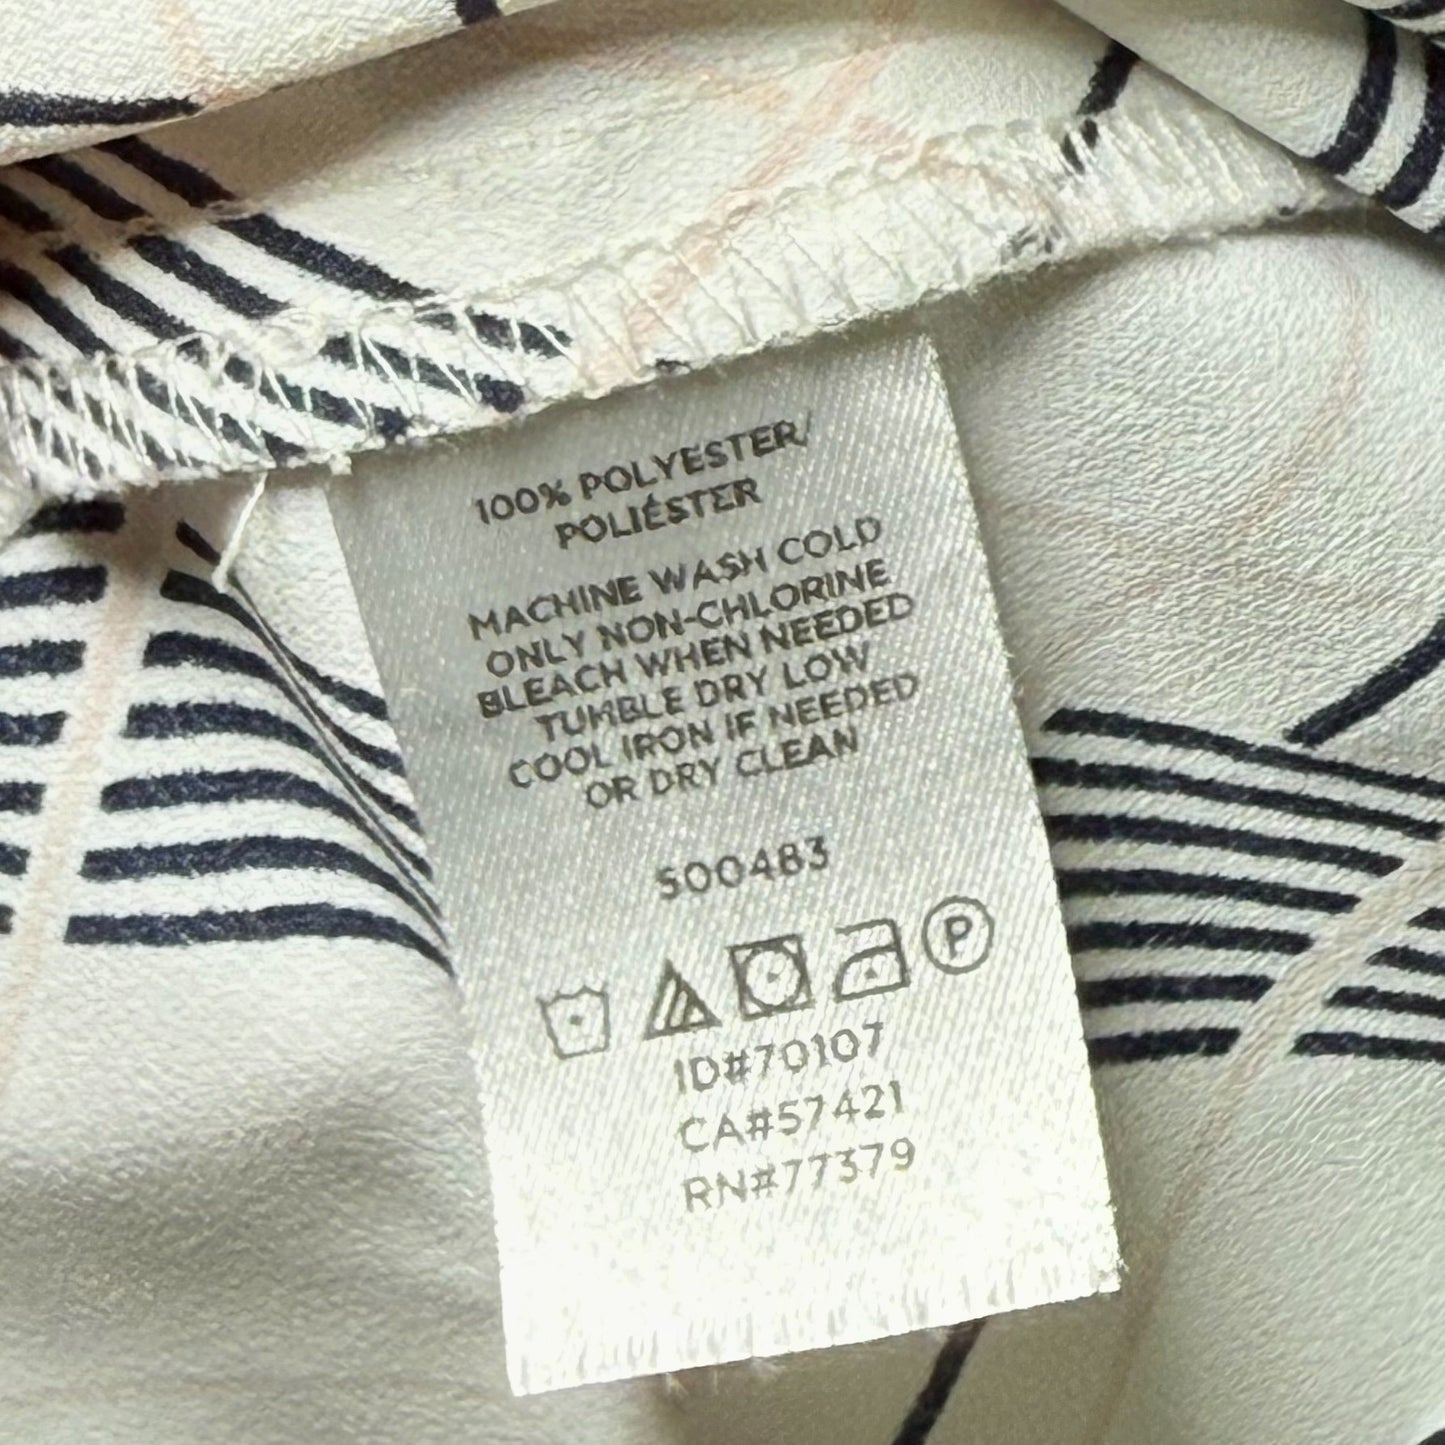 100% POLYESTER/
POLIÉSTER
MACHINE WASH COLD
ONLY NON-CHLORINE
BLEACH WHEN NEEDED
TUMBLE DRY LOW
COOL IRON IF NEEDED
OR DRY CLEAN
500483
P
ID#70107
CA#57421
RN#77379